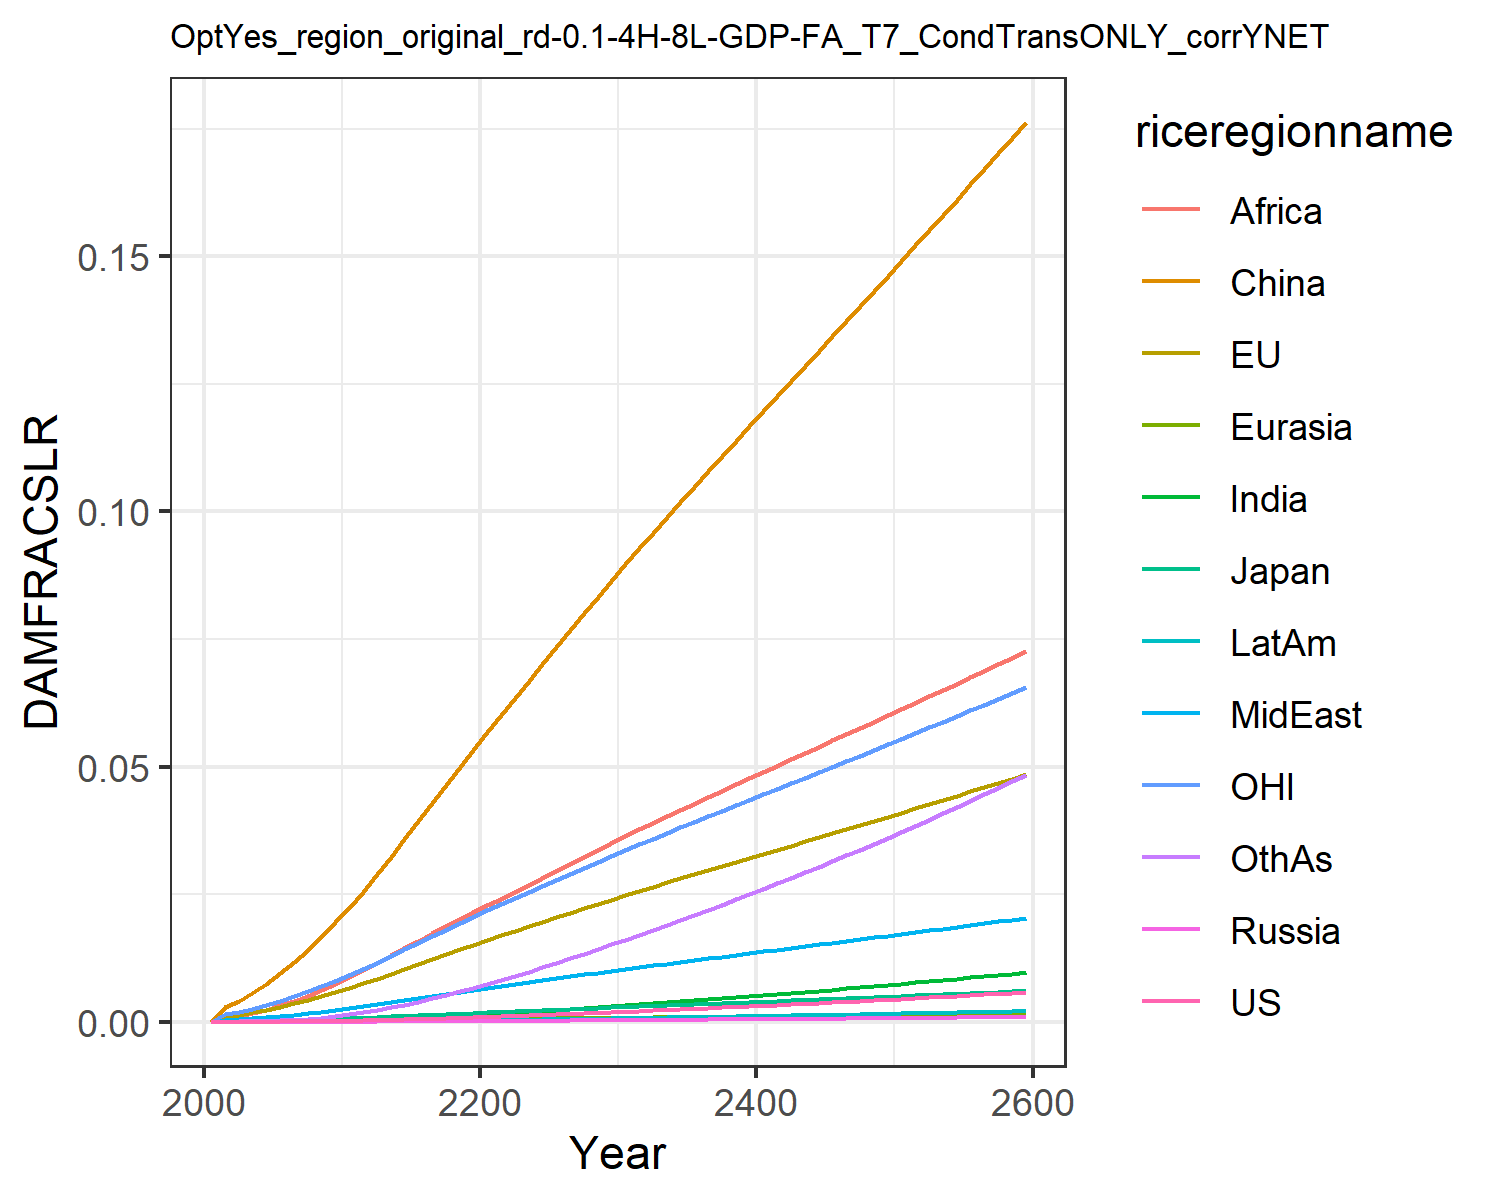 OptYes_region_original_rd-0.1-4H-8L-GDP-FA_T7_CondTransONLY_corrYNET
DAMFRACSLR
0.15
0.10
0.05
0.00
2000 2200 2400 2600
Year
riceregionname
Africa
China
EU
Eurasia
India
Japan
LatAm
MidEast
OHI
OthAs
Russia
US